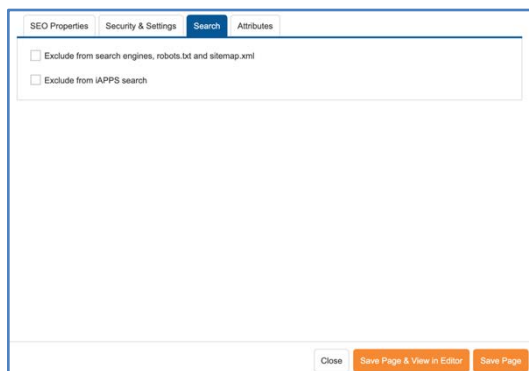 SEO Properties Security & Settings Search Attributes
Exclude from search engines, robots.txt and sitemap.xml
Exclude from iAPPS search
Close Save Page & View in Editor Save Page